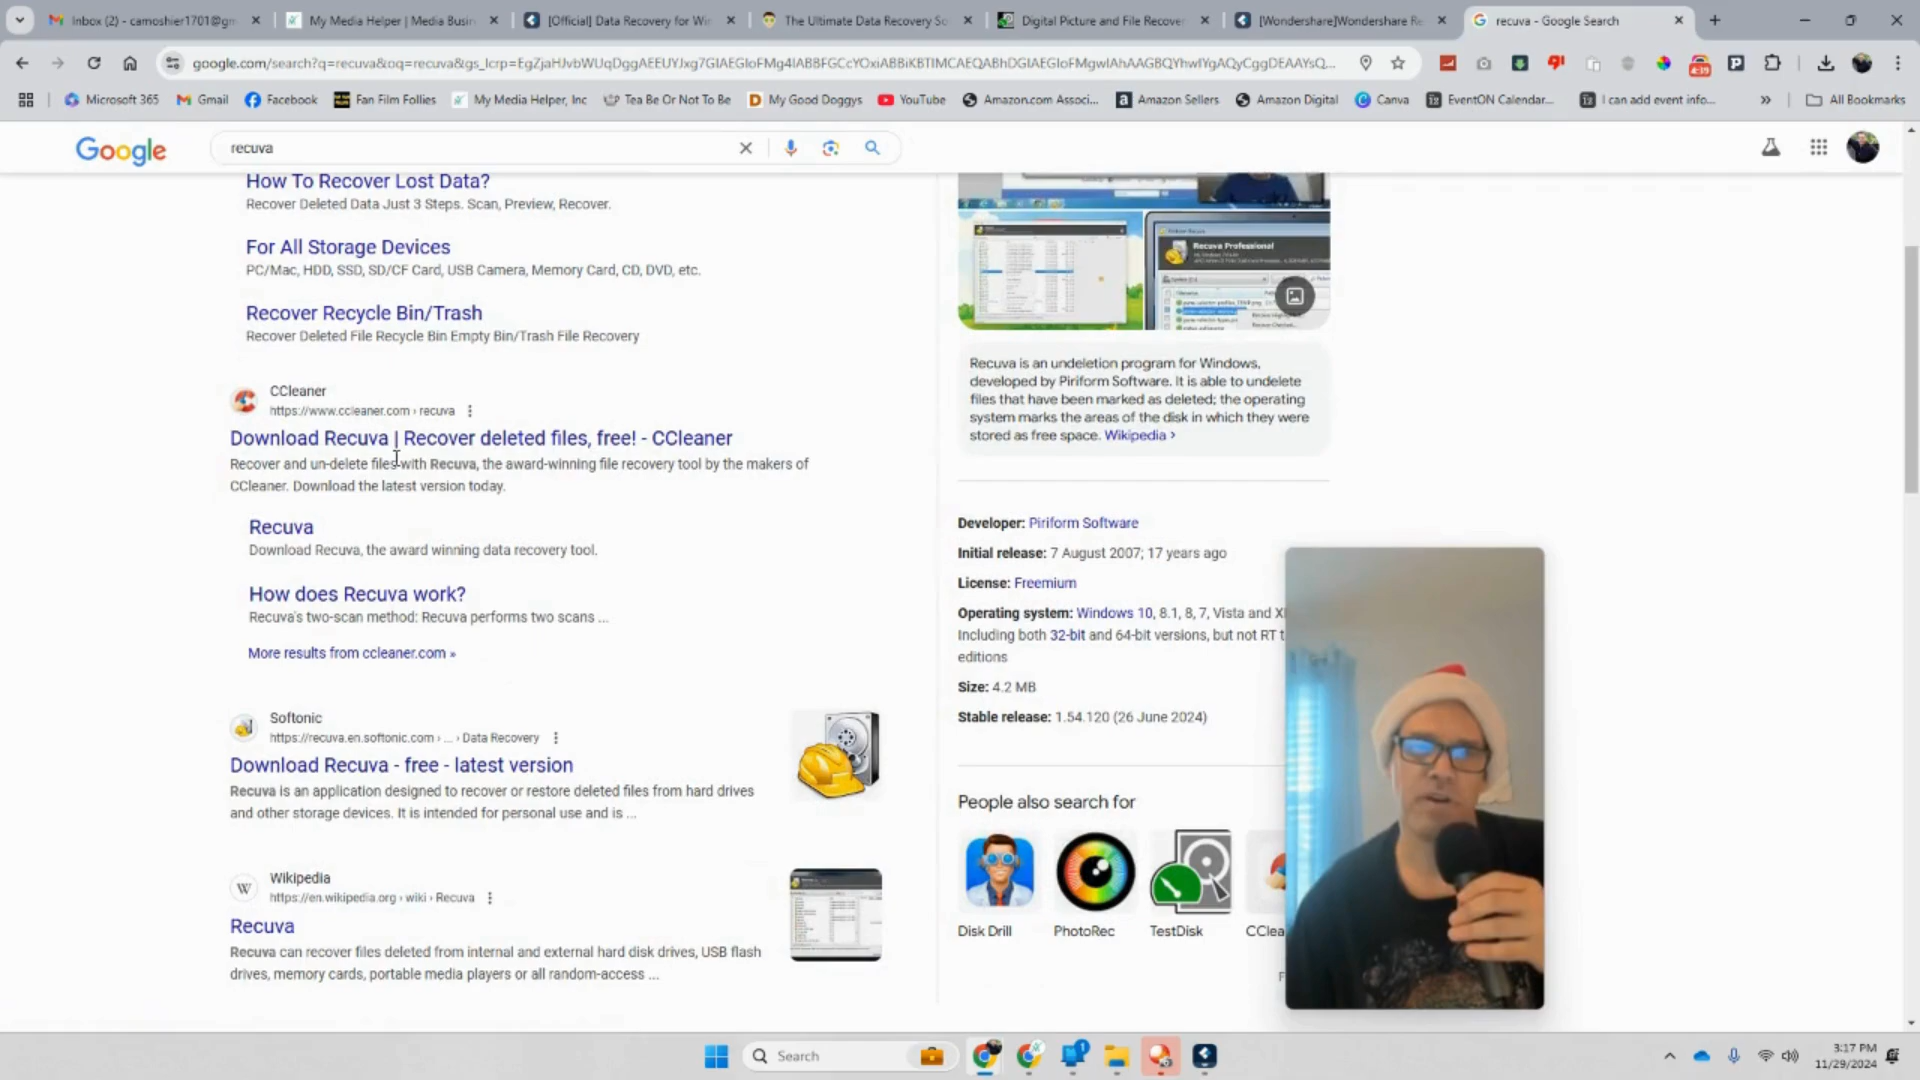 Inbox (2) - camoshier1701@gm
My Media Helper | Media Busin
[Official] Data Recovery for Wir
The Ultimate Data Recovery So
Digital Picture and File Recover
[Wondershare]Wondershare Re
recuva - Google Search
google.com/search?q=recuva&oq=recuva&gs_lcrp=
4:39
Microsoft 365
Gmail
Facebook
Fan Film Follies
My Media Helper, Inc
Tea Be Or Not To Be
My Good Doggys
YouTube
Amazon.com Associ...
Amazon Sellers
Amazon Digital
Canva
EventON Calendar...
I can add event info...
»
All Bookmarks
Google
recuva
How To Recover Lost Data?
Recover Deleted Data Just 3 Steps. Scan, Preview, Recover.
For All Storage Devices
PC/Mac, HDD, SSD, SD/CF Card, USB Camera, Memory Card, CD, DVD, etc.
Recover Recycle Bin/Trash
Recover Deleted File Recycle Bin Empty Bin/Trash File Recovery
CCleaner
https://www.ccleaner.com › recuva
Download Recuva | Recover deleted files, free! - CCleaner
Recover and un-delete files with Recuva, the award-winning file recovery tool by the makers of
CCleaner. Download the latest version today.
Recuva
Download Recuva, the award winning data recovery tool.
How does Recuva work?
Recuva's two-scan method: Recuva performs two scans ...
More results from ccleaner.com »
Softonic
https://recuva.en.softonic.com › ... › Data Recovery
Download Recuva - free - latest version
Recuva is an application designed to recover or restore deleted files from hard drives
and other storage devices. It is intended for personal use and is ...
Wikipedia
https://en.wikipedia.org › wiki › Recuva
Recuva
Recuva can recover files deleted from internal and external hard disk drives, USB flash
drives, memory cards, portable media players or all random-access ...
Recuva Professional
Recuva is an undeletion program for Windows,
developed by Piriform Software. It is able to undelete
files that have been marked as deleted; the operating
system marks the areas of the disk in which they were
stored as free space. Wikipedia ›
Developer: Piriform Software
Initial release: 7 August 2007; 17 years ago
License: Freemium
Operating system: Windows 10, 8.1, 8, 7, Vista and XI
Including both 32-bit and 64-bit versions, but not RT t
editions
Size: 4.2 MB
Stable release: 1.54.120 (26 June 2024)
People also search for
Disk Drill
PhotoRec
TestDisk
CClea
F
Search
1
3:17 PM
11/29/2024